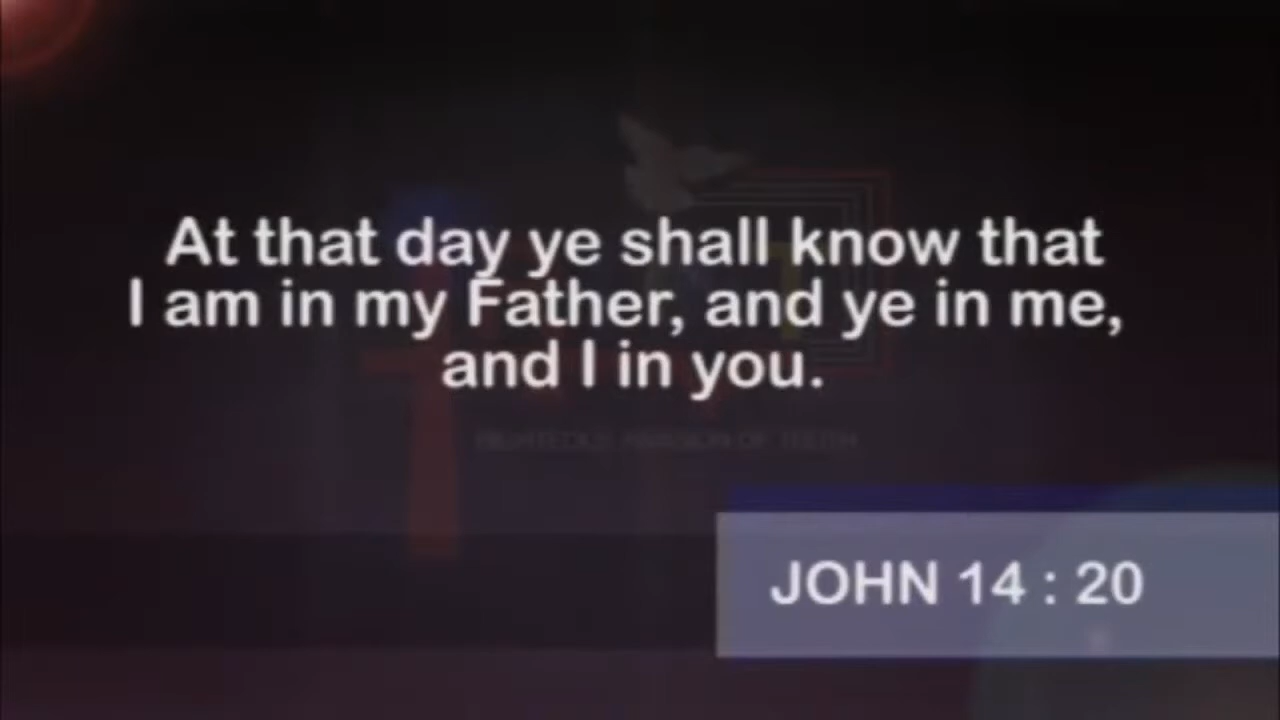 At that day ye shall know that
I am in my Father, and ye in me,
and I in you.
JOHN 14 : 20